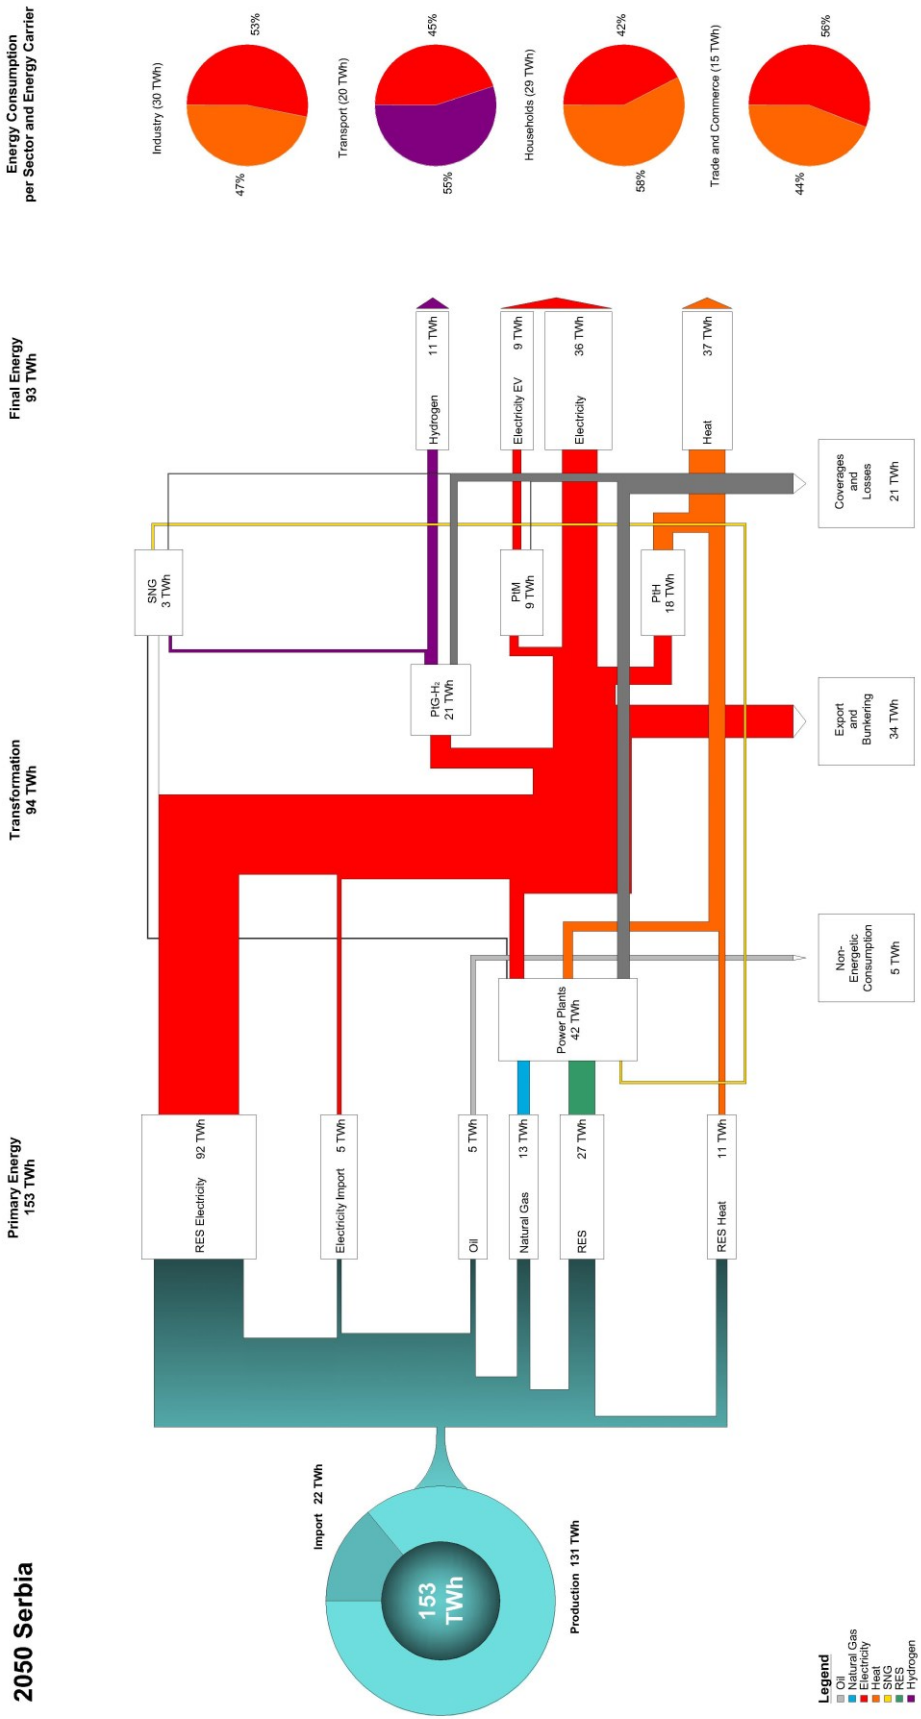 2050 Serbia
Primary Energy
153 TWh
Transformation
94 TWh
Final Energy
93 TWh
Energy Consumption
per Sector and Energy Carrier
Import 22 TWh
153
TWh
Production 131 TWh
RES Electricity 92 TWh
Electricity Import 5 TWh
Oil 5 TWh
Natural Gas 13 TWh
RES 27 TWh
RES Heat 11 TWh
Power Plants
42 TWh
SNG
3 TWh
PtG-H₂
21 TWh
PtM
9 TWh
PtH
18 TWh
Hydrogen 11 TWh
Electricity EV 9 TWh
Electricity 36 TWh
Heat 37 TWh
Non-
Energetic
Consumption
5 TWh
Export
and
Bunkering
34 TWh
Coverages
and
Losses
21 TWh
Industry (30 TWh)
47%
53%
Transport (20 TWh)
55%
45%
Households (29 TWh)
58%
42%
Trade and Commerce (15 TWh)
44%
56%
Legend
Oil
Natural Gas
Electricity
Heat
SNG
RES
Hydrogen